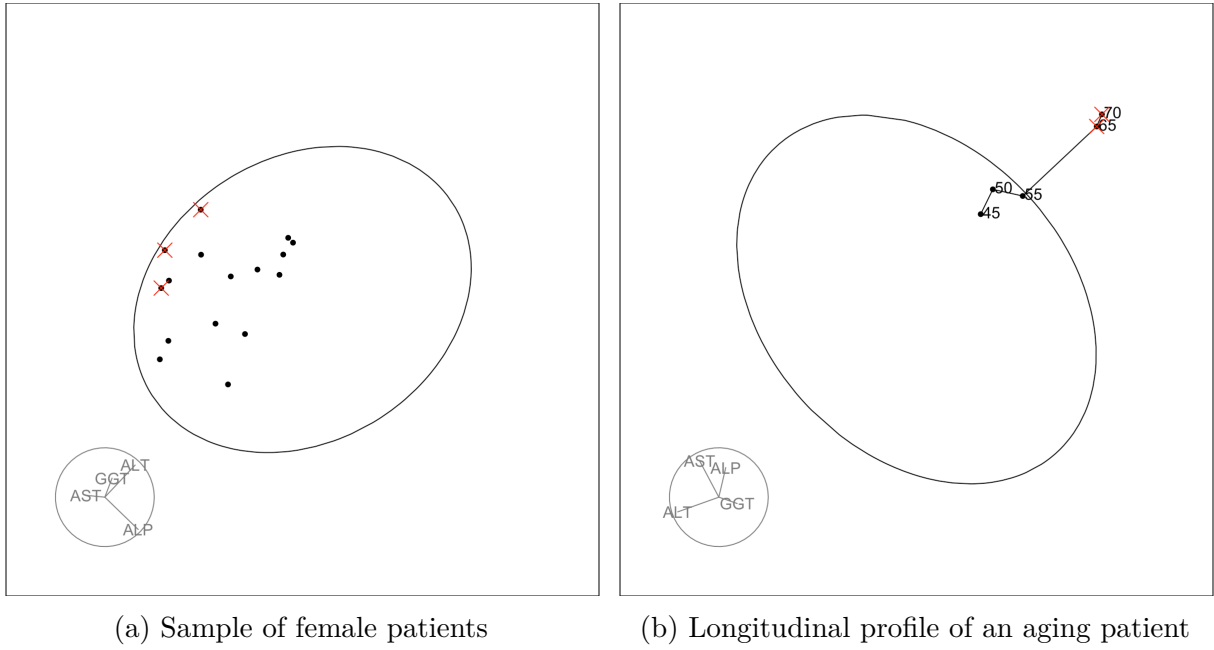 ALT
GGT
AST
ALP
(a) Sample of female patients
70
65
50
55
45
AST
ALP
GGT
ALT
(b) Longitudinal profile of an aging patient